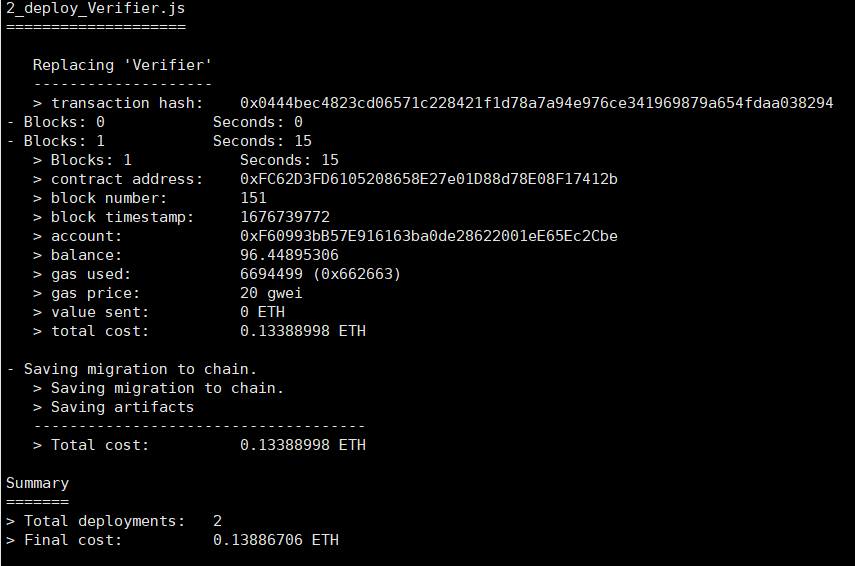 2_deploy_Verifier.js
====================
Replacing 'Verifier'
--------------------
> transaction hash: 0x0444bec4823cd06571c228421f1d78a7a94e976ce341969879a654fdaa038294
- Blocks: 0 Seconds: 0
- Blocks: 1 Seconds: 15
> Blocks: 1 Seconds: 15
> contract address: 0xFC62D3FD6105208658E27e01D88d78E08F17412b
> block number: 151
> block timestamp: 1676739772
> account: 0xF60993bB57E916163ba0de28622001eE65Ec2Cbe
> balance: 96.44895306
> gas used: 6694499 (0x662663)
> gas price: 20 gwei
> value sent: 0 ETH
> total cost: 0.13388998 ETH
- Saving migration to chain.
> Saving migration to chain.
> Saving artifacts
-------------------------------------
> Total cost: 0.13388998 ETH
Summary
=======
> Total deployments: 2
> Final cost: 0.13886706 ETH